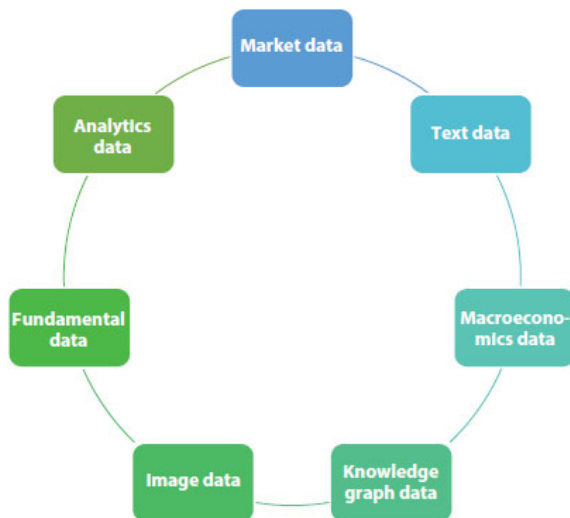 Market data
Text data
Macroecono-
mics data
Knowledge
graph data
Image data
Fundamental
data
Analytics
data